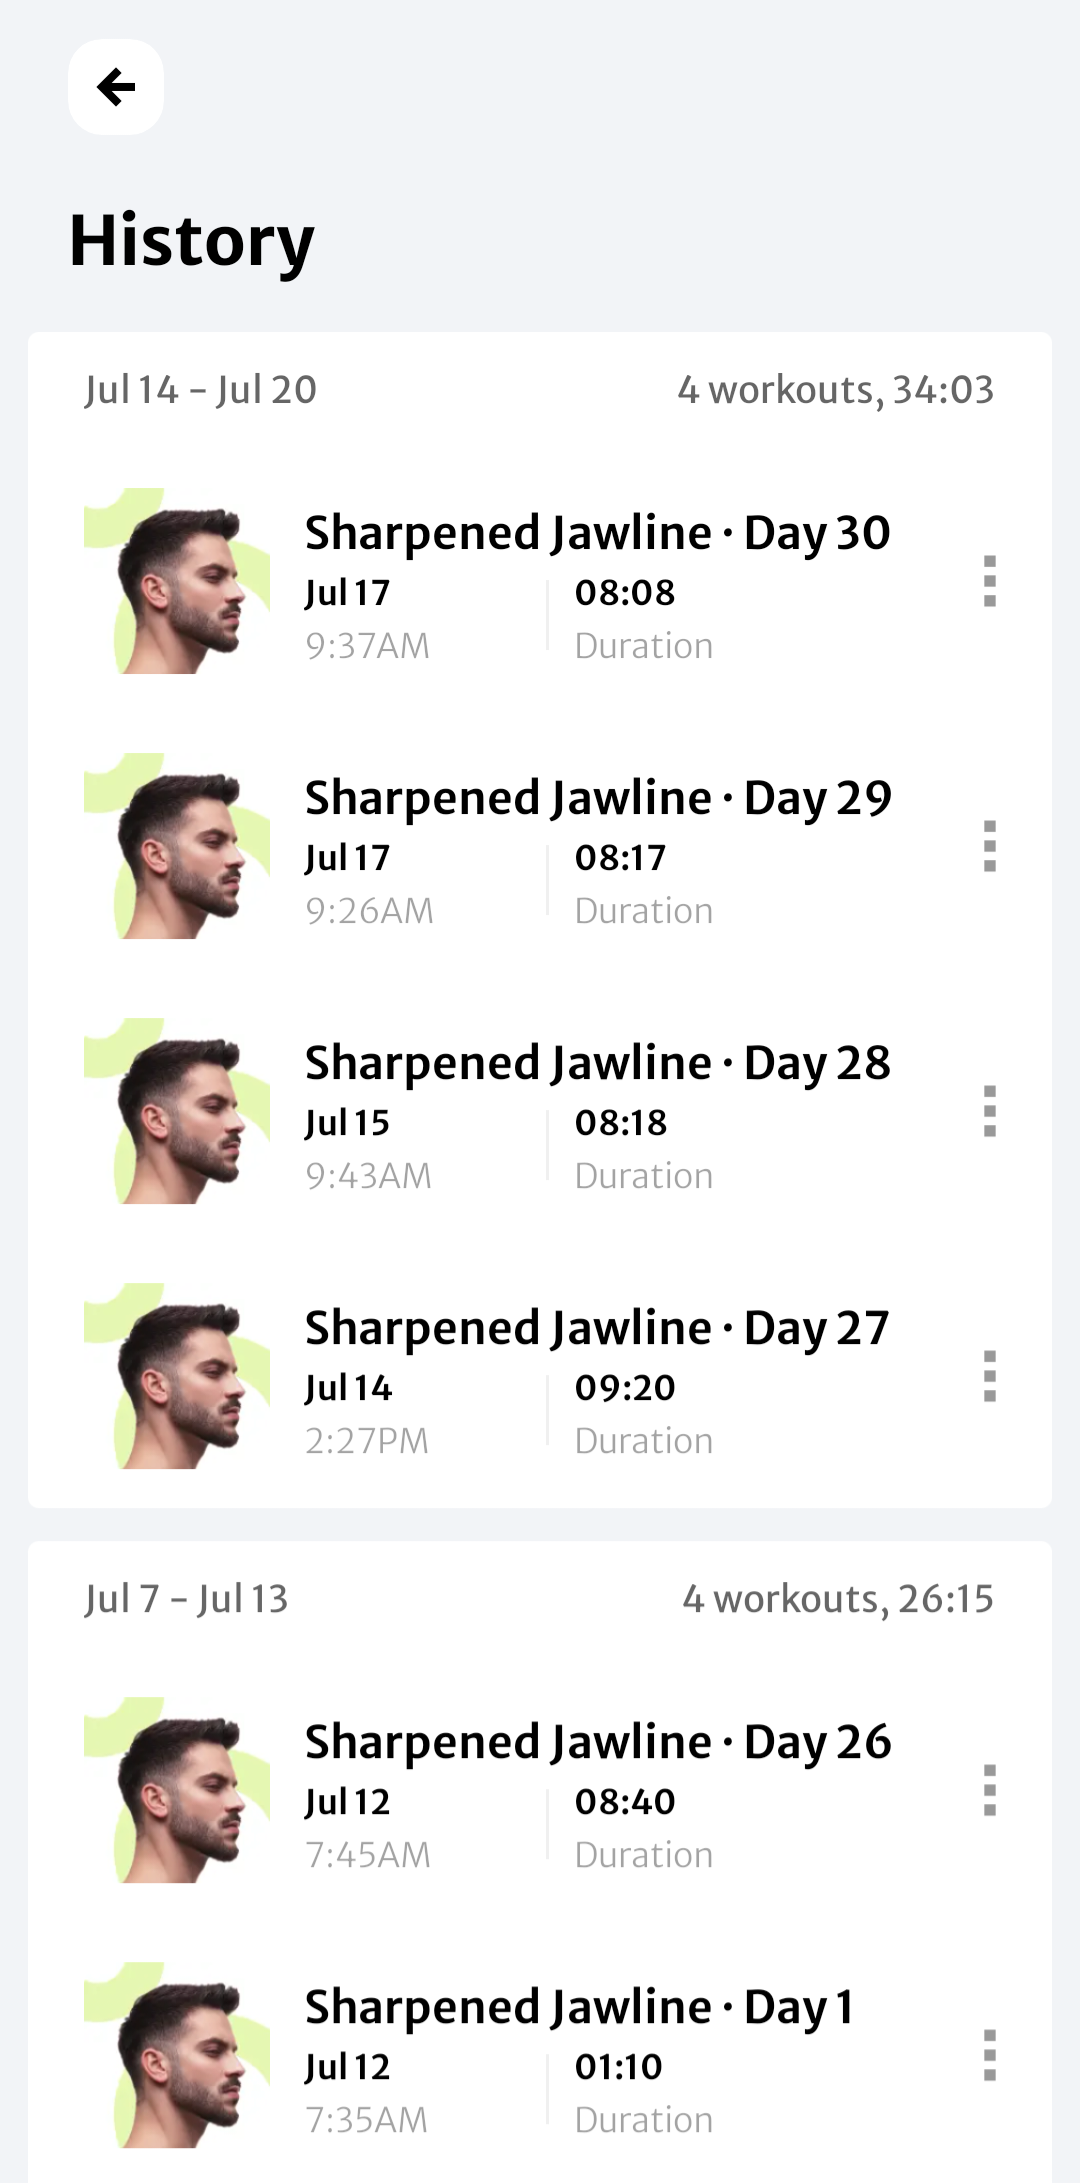 History
Jul 14 – Jul 20 4 workouts, 34:03
Sharpened Jawline · Day 30
Jul 17 08:08
9:37AM Duration
Sharpened Jawline · Day 29
Jul 17 08:17
9:26AM Duration
Sharpened Jawline · Day 28
Jul 15 08:18
9:43AM Duration
Sharpened Jawline · Day 27
Jul 14 09:20
2:27PM Duration
Jul 7 – Jul 13 4 workouts, 26:15
Sharpened Jawline · Day 26
Jul 12 08:40
7:45AM Duration
Sharpened Jawline · Day 1
Jul 12 01:10
7:35AM Duration